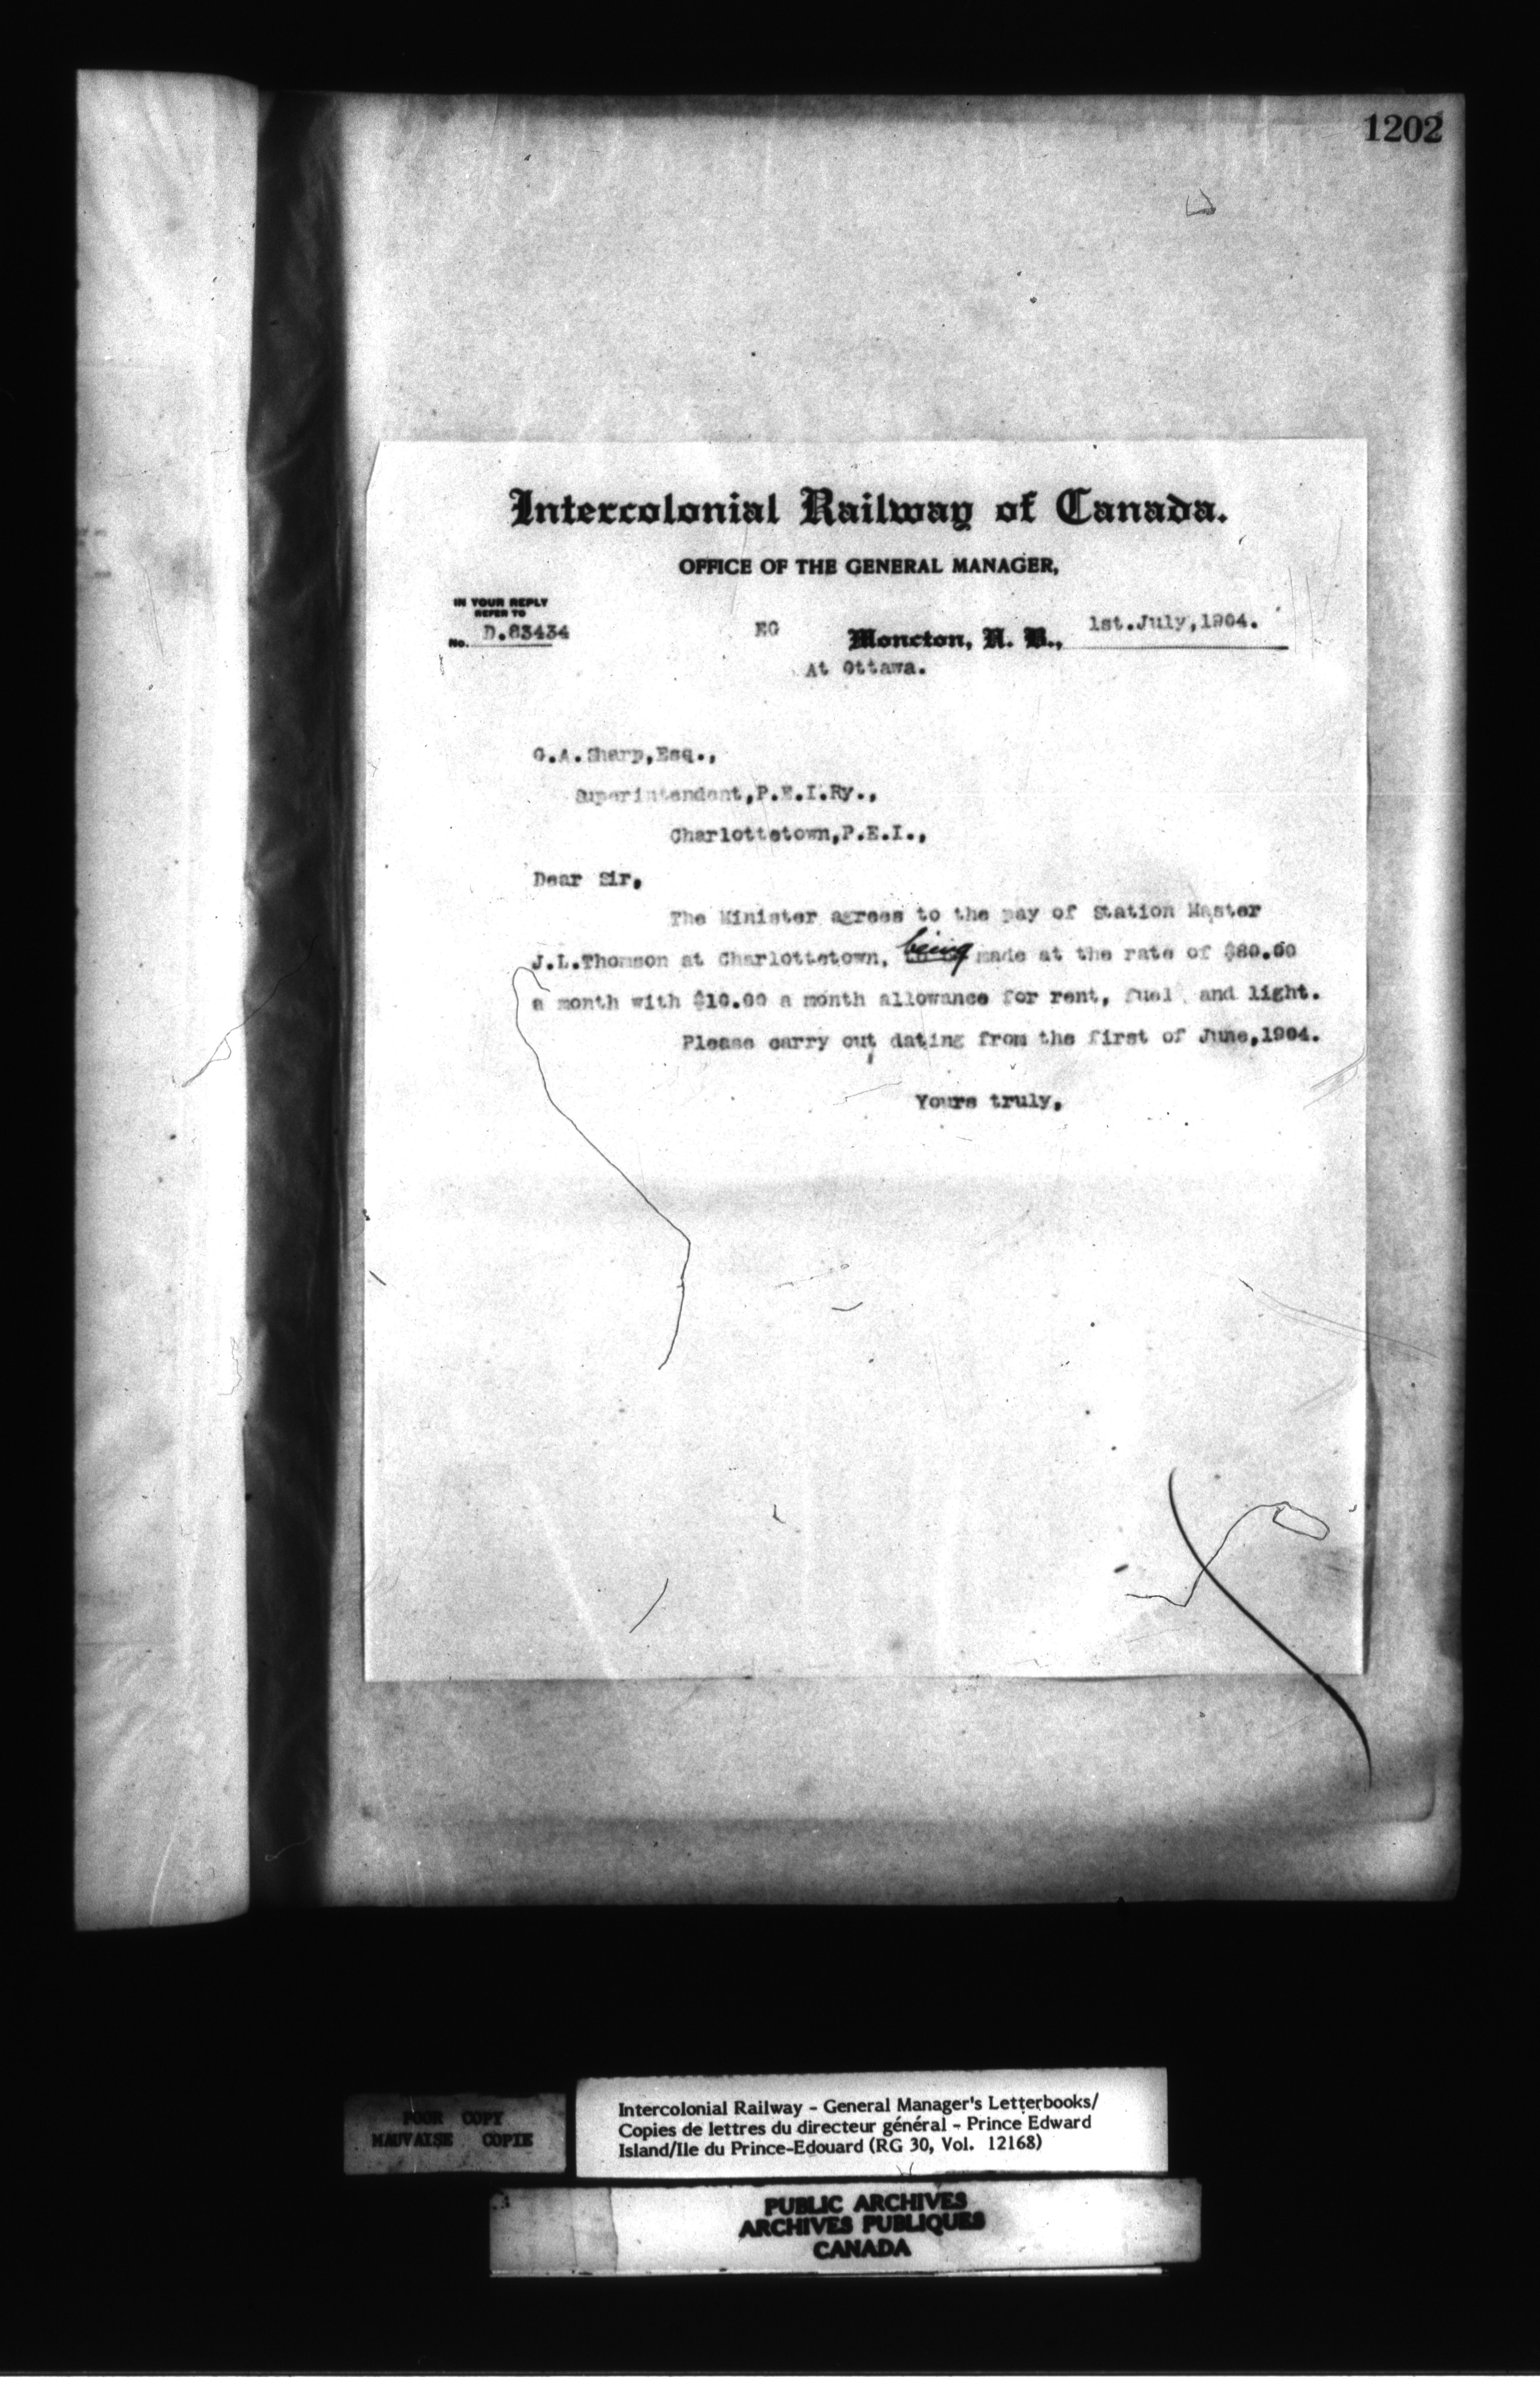 1202
Intercolonial Railway of Canada.
OFFICE OF THE GENERAL MANAGER,
IN YOUR REPLY
REFER TO
No. D.83434
EG
Moncton, N. B., 1st.July,1904.
At Ottawa.
G.A.Sharp,Esq.,
Superintendent,P.E.I.Ry.,
Charlottetown,P.E.I.,
Dear Sir,
The Minister agrees to the pay of Station Master
J.L.Thomson at Charlottetown, being made at the rate of $80.00
a month with $10.00 a month allowance for rent, fuel and light.
Please carry out dating from the first of June,1904.
Yours truly,
POOR COPY
MAUVAISE COPIE
Intercolonial Railway - General Manager's Letterbooks/
Copies de lettres du directeur général - Prince Edward
Island/Ile du Prince-Edouard (RG 30, Vol. 12168)
PUBLIC ARCHIVES
ARCHIVES PUBLIQUES
CANADA